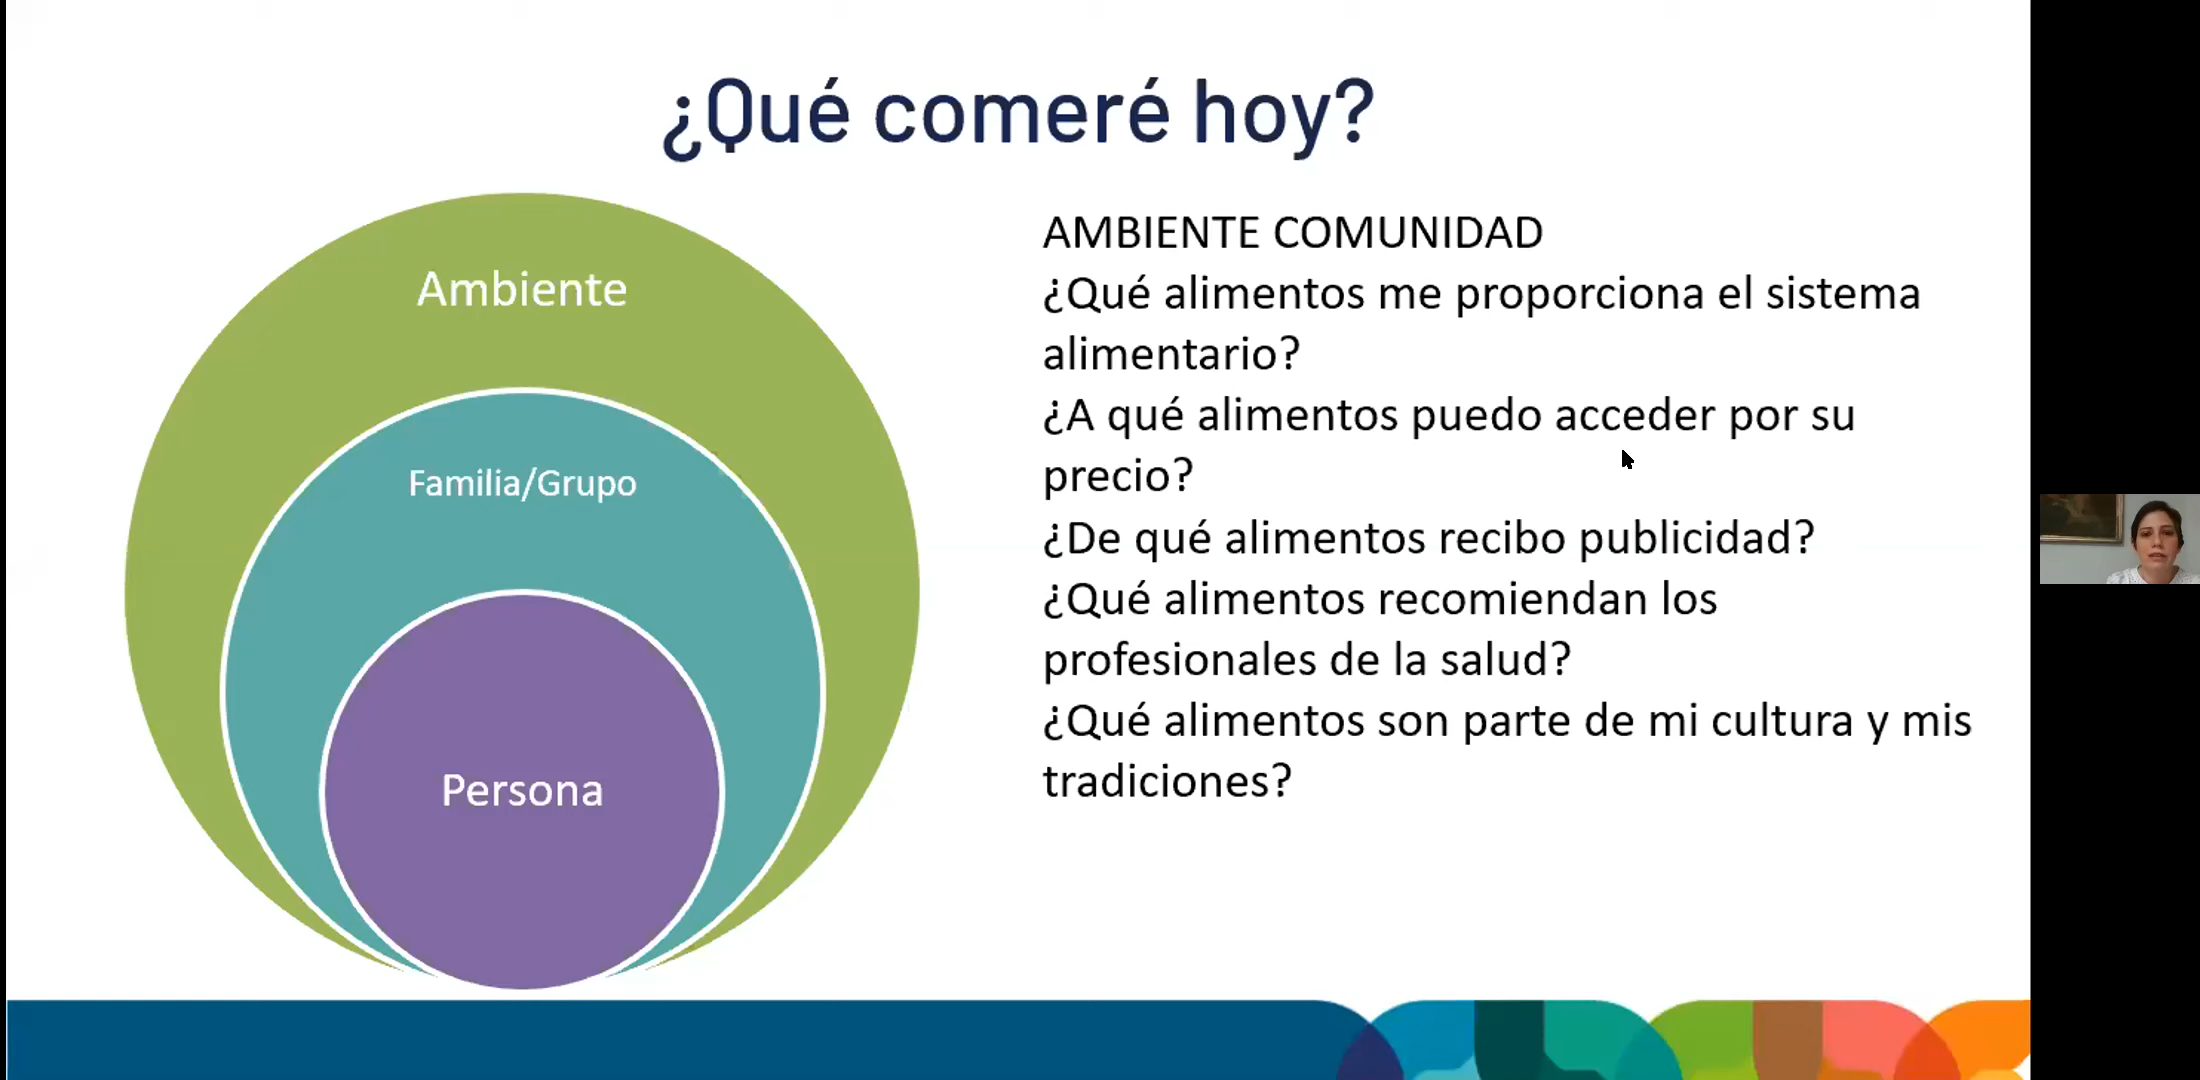 ¿Qué comeré hoy?
Ambiente
Familia/Grupo
Persona
AMBIENTE COMUNIDAD
¿Qué alimentos me proporciona el sistema
alimentario?
¿A qué alimentos puedo acceder por su
precio?
¿De qué alimentos recibo publicidad?
¿Qué alimentos recomiendan los
profesionales de la salud?
¿Qué alimentos son parte de mi cultura y mis
tradiciones?